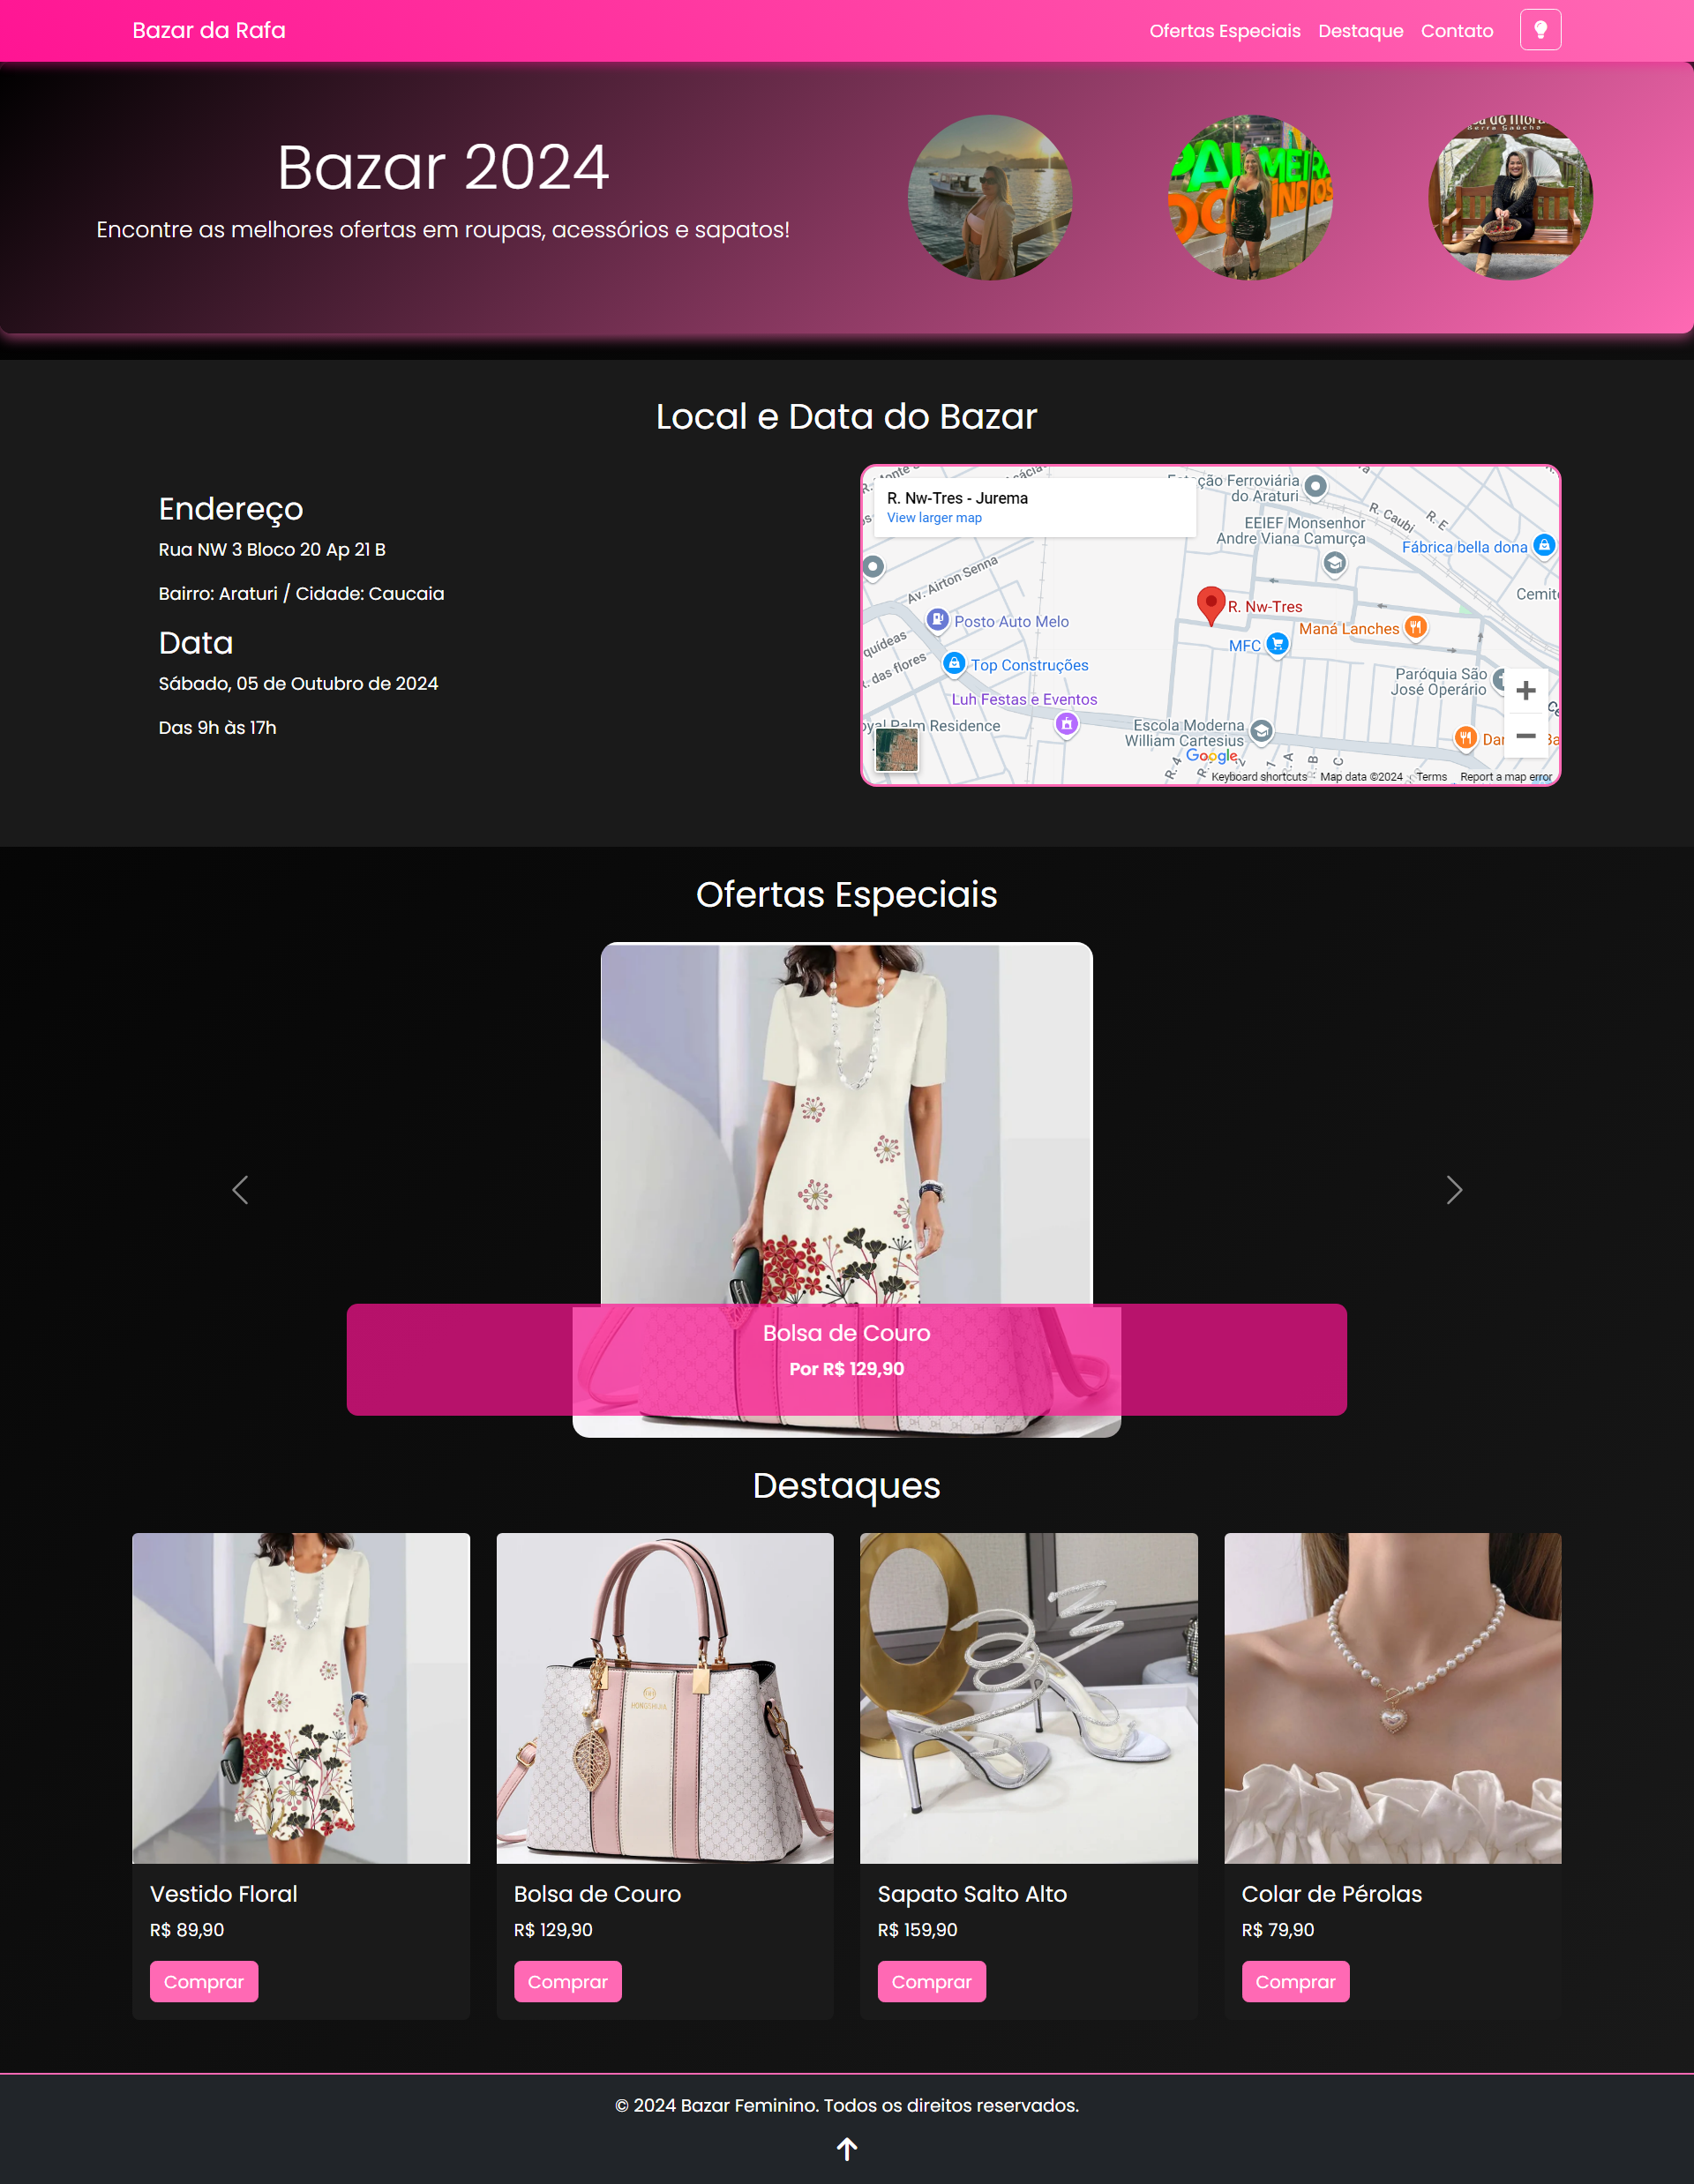 Bazar da Rafa
Ofertas Especiais
Destaque
Contato
Bazar 2024
Encontre as melhores ofertas em roupas, acessórios e sapatos!
PALMEIRA
DOS ÍNDIOS
Serra Gaúcha
Local e Data do Bazar
Endereço
Rua NW 3 Bloco 20 Ap 21 B
Bairro: Araturi / Cidade: Caucaia
Data
Sábado, 05 de Outubro de 2024
Das 9h às 17h
R. Nw-Tres - Jurema
View larger map
Estação Ferroviária
do Araturi
EEIEF Monsenhor
Andre Viana Camurça
R. Caubi
R. E
Fábrica bella dona
Av. Airton Senna
Posto Auto Melo
R. Nw-Tres
Maná Lanches
MFC
Top Construções
R. das flores
Paróquia São
José Operário
Luh Festas e Eventos
Palm Residence
Escola Moderna
William Cartesius
R. 4
Google
Keyboard shortcuts
Map data ©2024
Terms
Report a map error
Ofertas Especiais
Bolsa de Couro
Por R$ 129,90
Destaques
Vestido Floral
R$ 89,90
Comprar
Bolsa de Couro
R$ 129,90
Comprar
Sapato Salto Alto
R$ 159,90
Comprar
Colar de Pérolas
R$ 79,90
Comprar
© 2024 Bazar Feminino. Todos os direitos reservados.